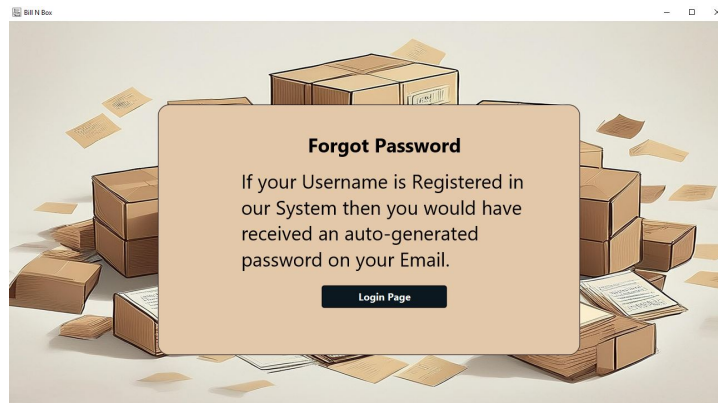 Bill N Box
Forgot Password
If your Username is Registered in
our System then you would have
received an auto-generated
password on your Email.
Login Page